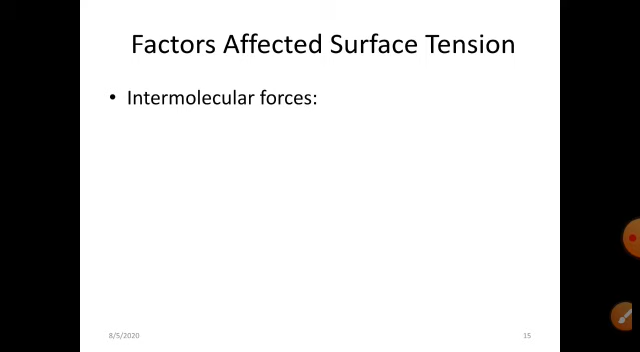 Factors Affected Surface Tension
• Intermolecular forces:
8/5/2020
15